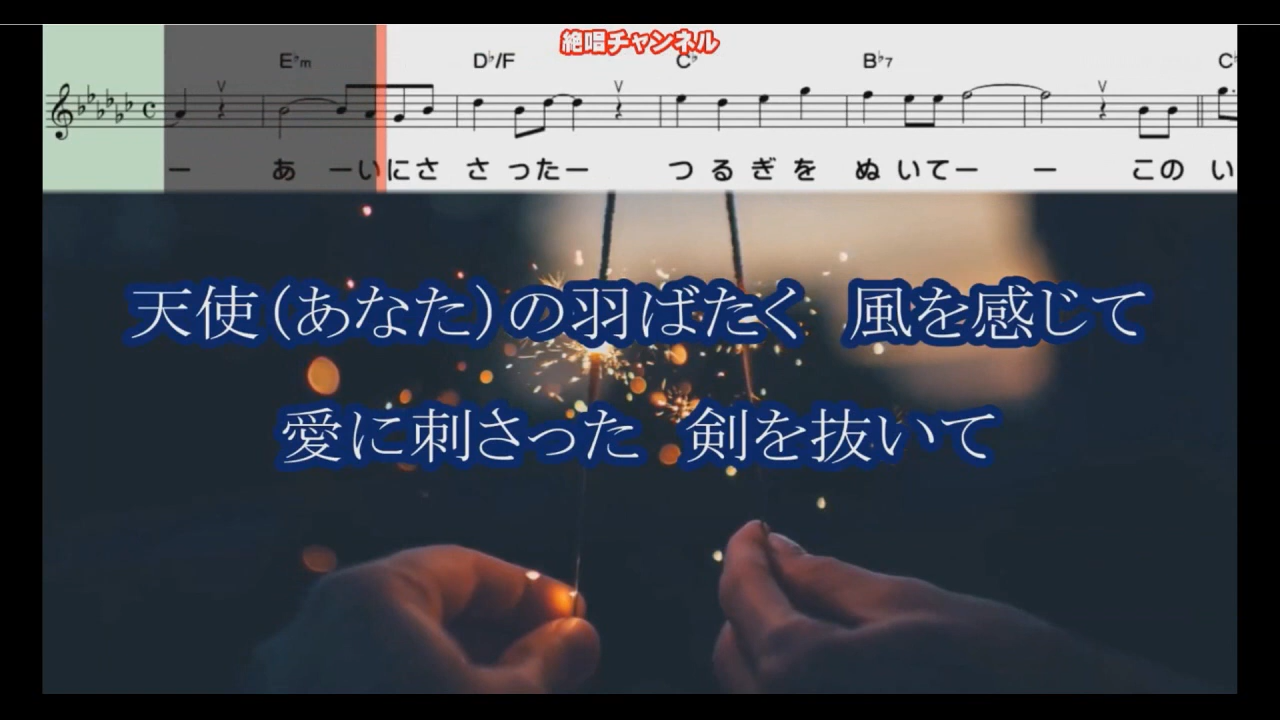 絶唱チャンネル
E♭m D♭/F C♭ B♭7 C♭
ー あ ーいにさ さ ったー つ る ぎ を ぬ いてー ー この い
天使（あなた）の羽ばたく　風を感じて
愛に刺さった　剣を抜いて